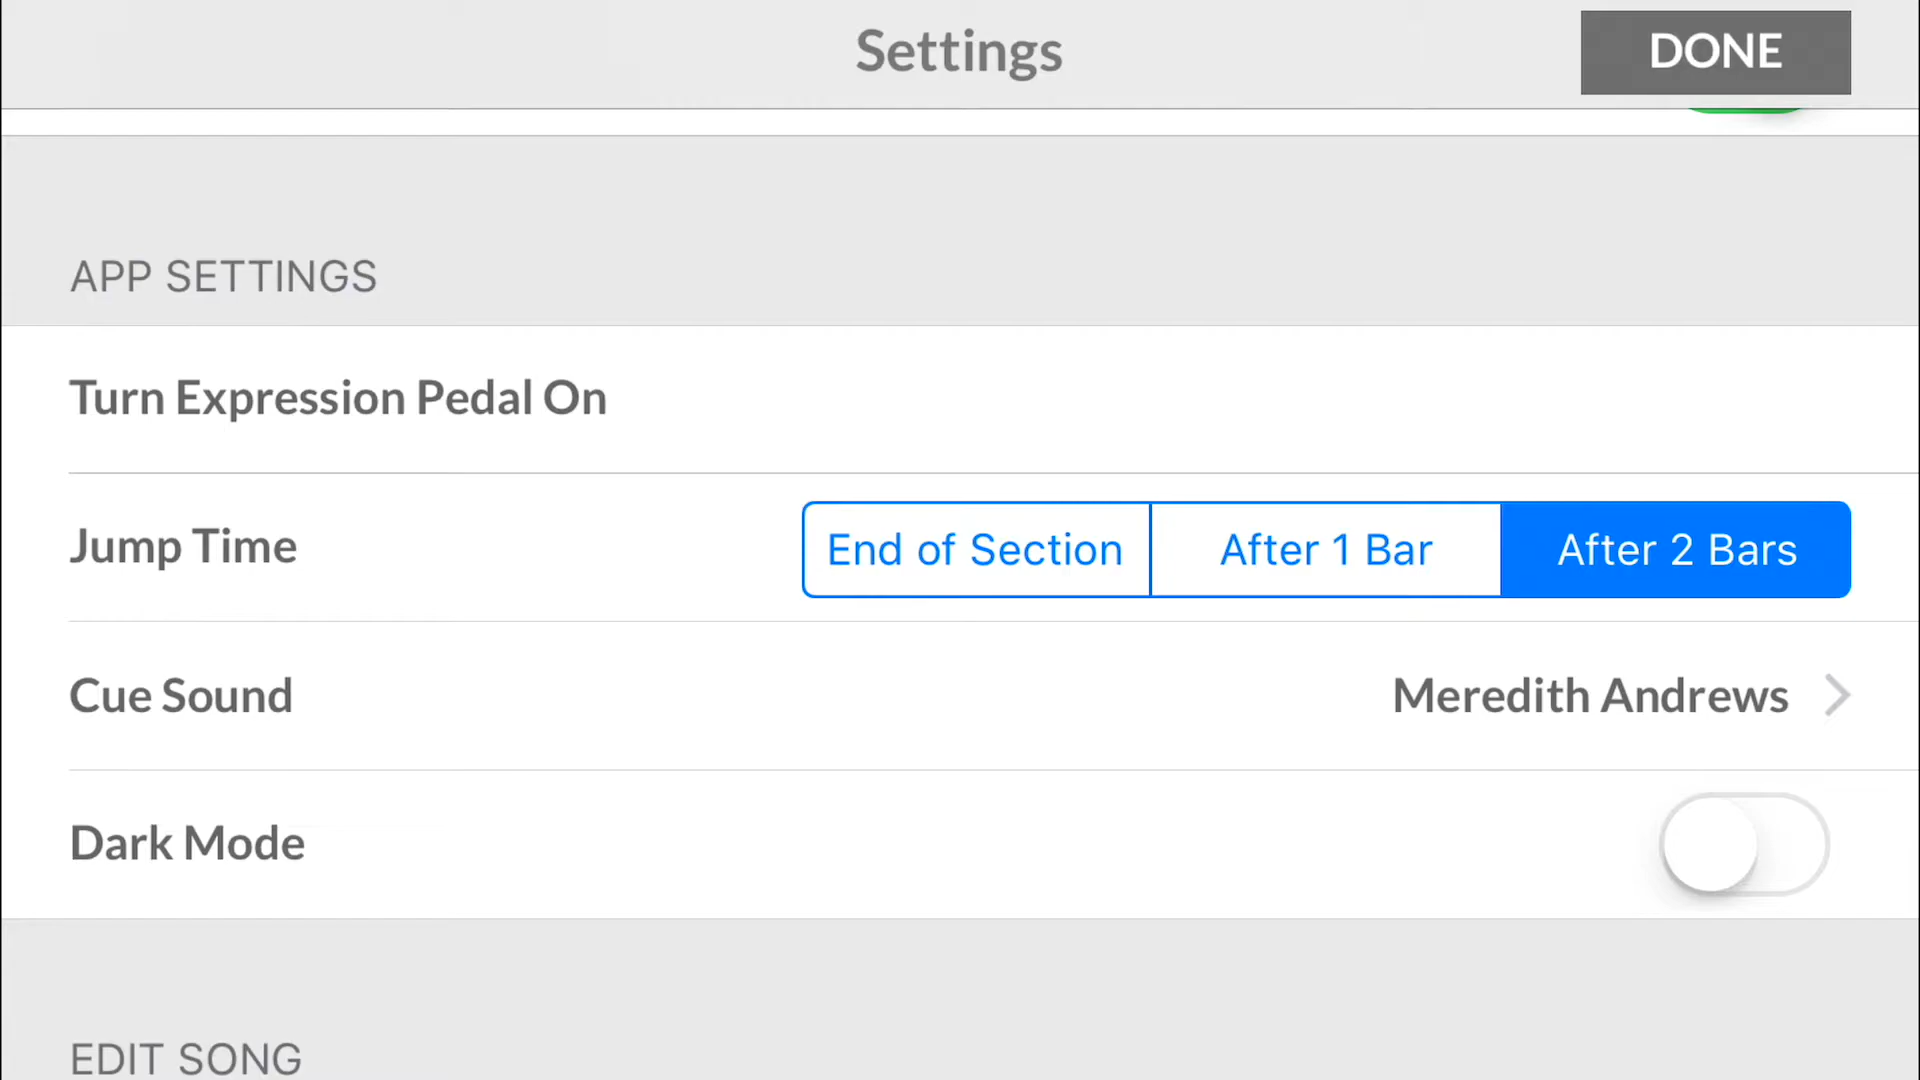 Settings
DONE
APP SETTINGS
Turn Expression Pedal On
Jump Time
End of Section
After 1 Bar
After 2 Bars
Cue Sound
Meredith Andrews
Dark Mode
EDIT SONG